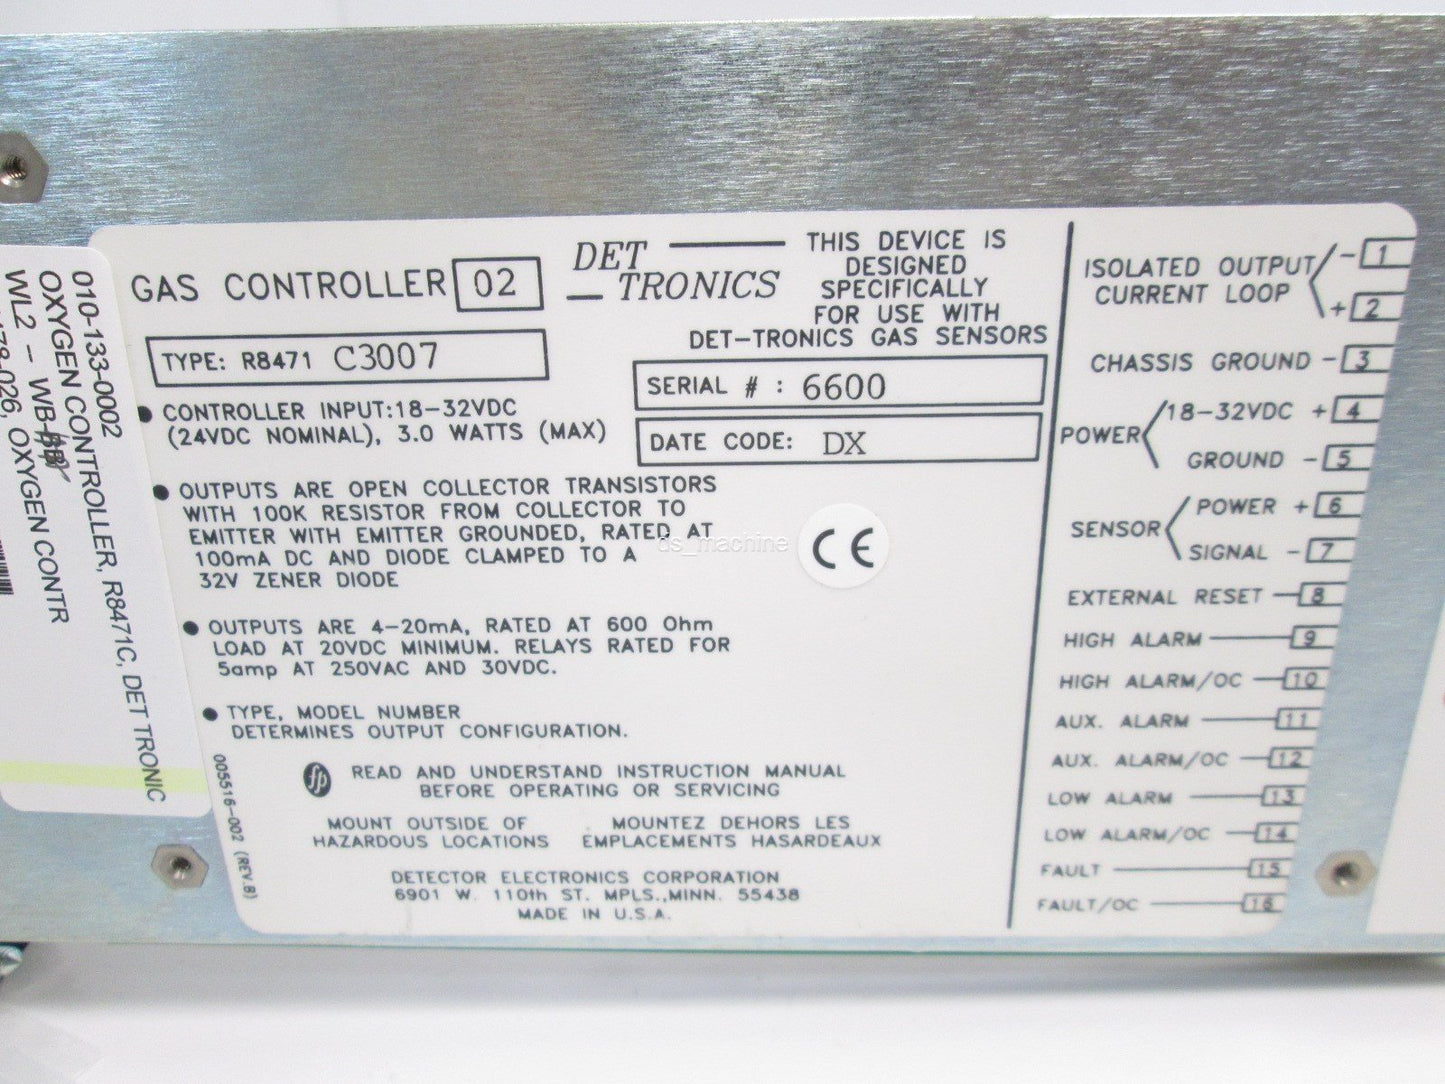 GAS CONTROLLER 02
DET
TRONICS
THIS DEVICE IS
DESIGNED
SPECIFICALLY
FOR USE WITH
DET-TRONICS GAS SENSORS
TYPE: R8471 C3007
SERIAL # : 6600
DATE CODE: DX
CONTROLLER INPUT:18-32VDC
(24VDC NOMINAL), 3.0 WATTS (MAX)
OUTPUTS ARE OPEN COLLECTOR TRANSISTORS
WITH 100K RESISTOR FROM COLLECTOR TO
EMITTER WITH EMITTER GROUNDED, RATED AT
100mA DC AND DIODE CLAMPED TO A
32V ZENER DIODE
CE
ds_machine
OUTPUTS ARE 4-20mA, RATED AT 600 Ohm
LOAD AT 20VDC MINIMUM. RELAYS RATED FOR
5amp AT 250VAC AND 30VDC.
TYPE, MODEL NUMBER
DETERMINES OUTPUT CONFIGURATION.
READ AND UNDERSTAND INSTRUCTION MANUAL
BEFORE OPERATING OR SERVICING
MOUNT OUTSIDE OF
HAZARDOUS LOCATIONS
MOUNTEZ DEHORS LES
EMPLACEMENTS HASARDEAUX
DETECTOR ELECTRONICS CORPORATION
6901 W. 110th ST. MPLS.,MINN. 55438
MADE IN U.S.A.
005516-002 (REV.B)
ISOLATED OUTPUT
CURRENT LOOP
- 1
+ 2
CHASSIS GROUND - 3
POWER
18-32VDC + 4
GROUND - 5
SENSOR
POWER + 6
SIGNAL - 7
EXTERNAL RESET 8
HIGH ALARM 9
HIGH ALARM/OC 10
AUX. ALARM 11
AUX. ALARM/OC 12
LOW ALARM 13
LOW ALARM/OC 14
FAULT 15
FAULT/OC 16
010-133-0002
OXYGEN CONTROLLER, R8471C, DET TRONIC
WL2 - WB-
OXYGEN CONTR